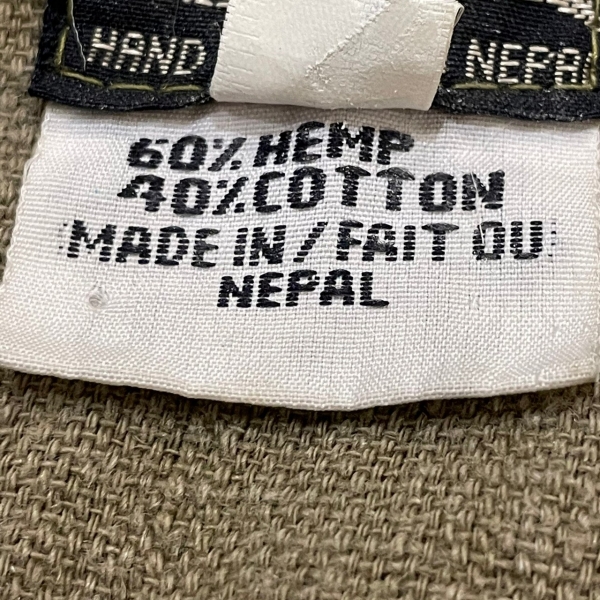 HAND NEPA
60% HEMP
40% COTTON
MADE IN / FAIT OU
NEPAL